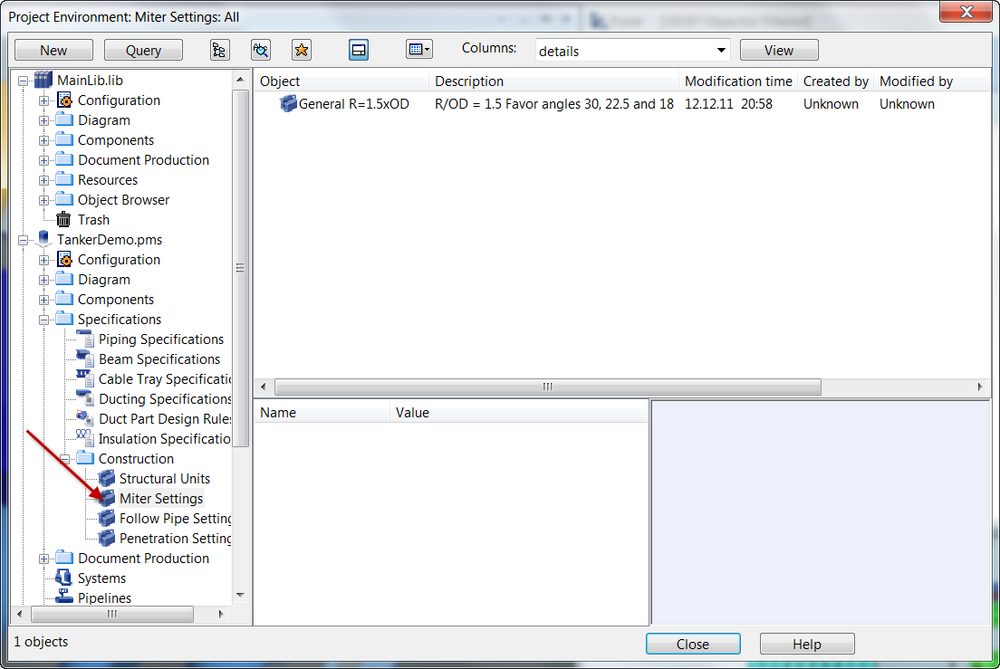 Project Environment: Miter Settings: All
New Query Columns: details View
MainLib.lib
Configuration
Diagram
Components
Document Production
Resources
Object Browser
Trash
TankerDemo.pms
Configuration
Diagram
Components
Specifications
Piping Specifications
Beam Specifications
Cable Tray Specificatio
Ducting Specifications
Duct Part Design Rules
Insulation Specificatio
Construction
Structural Units
Miter Settings
Follow Pipe Setting
Penetration Setting
Document Production
Systems
Pipelines
Object Description Modification time Created by Modified by
General R=1.5xOD R/OD = 1.5 Favor angles 30, 22.5 and 18 12.12.11 20:58 Unknown Unknown
Name Value
1 objects
Close Help